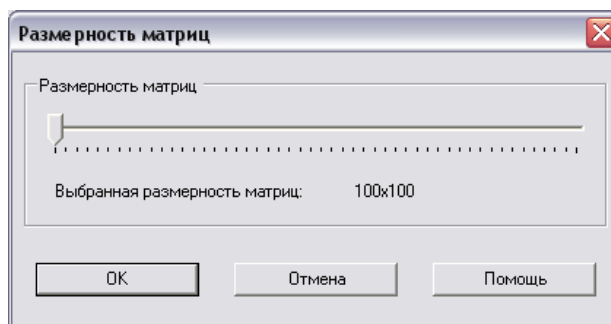 Размерность матриц
Размерность матриц
Выбранная размерность матриц: 100x100
OK Отмена Помощь